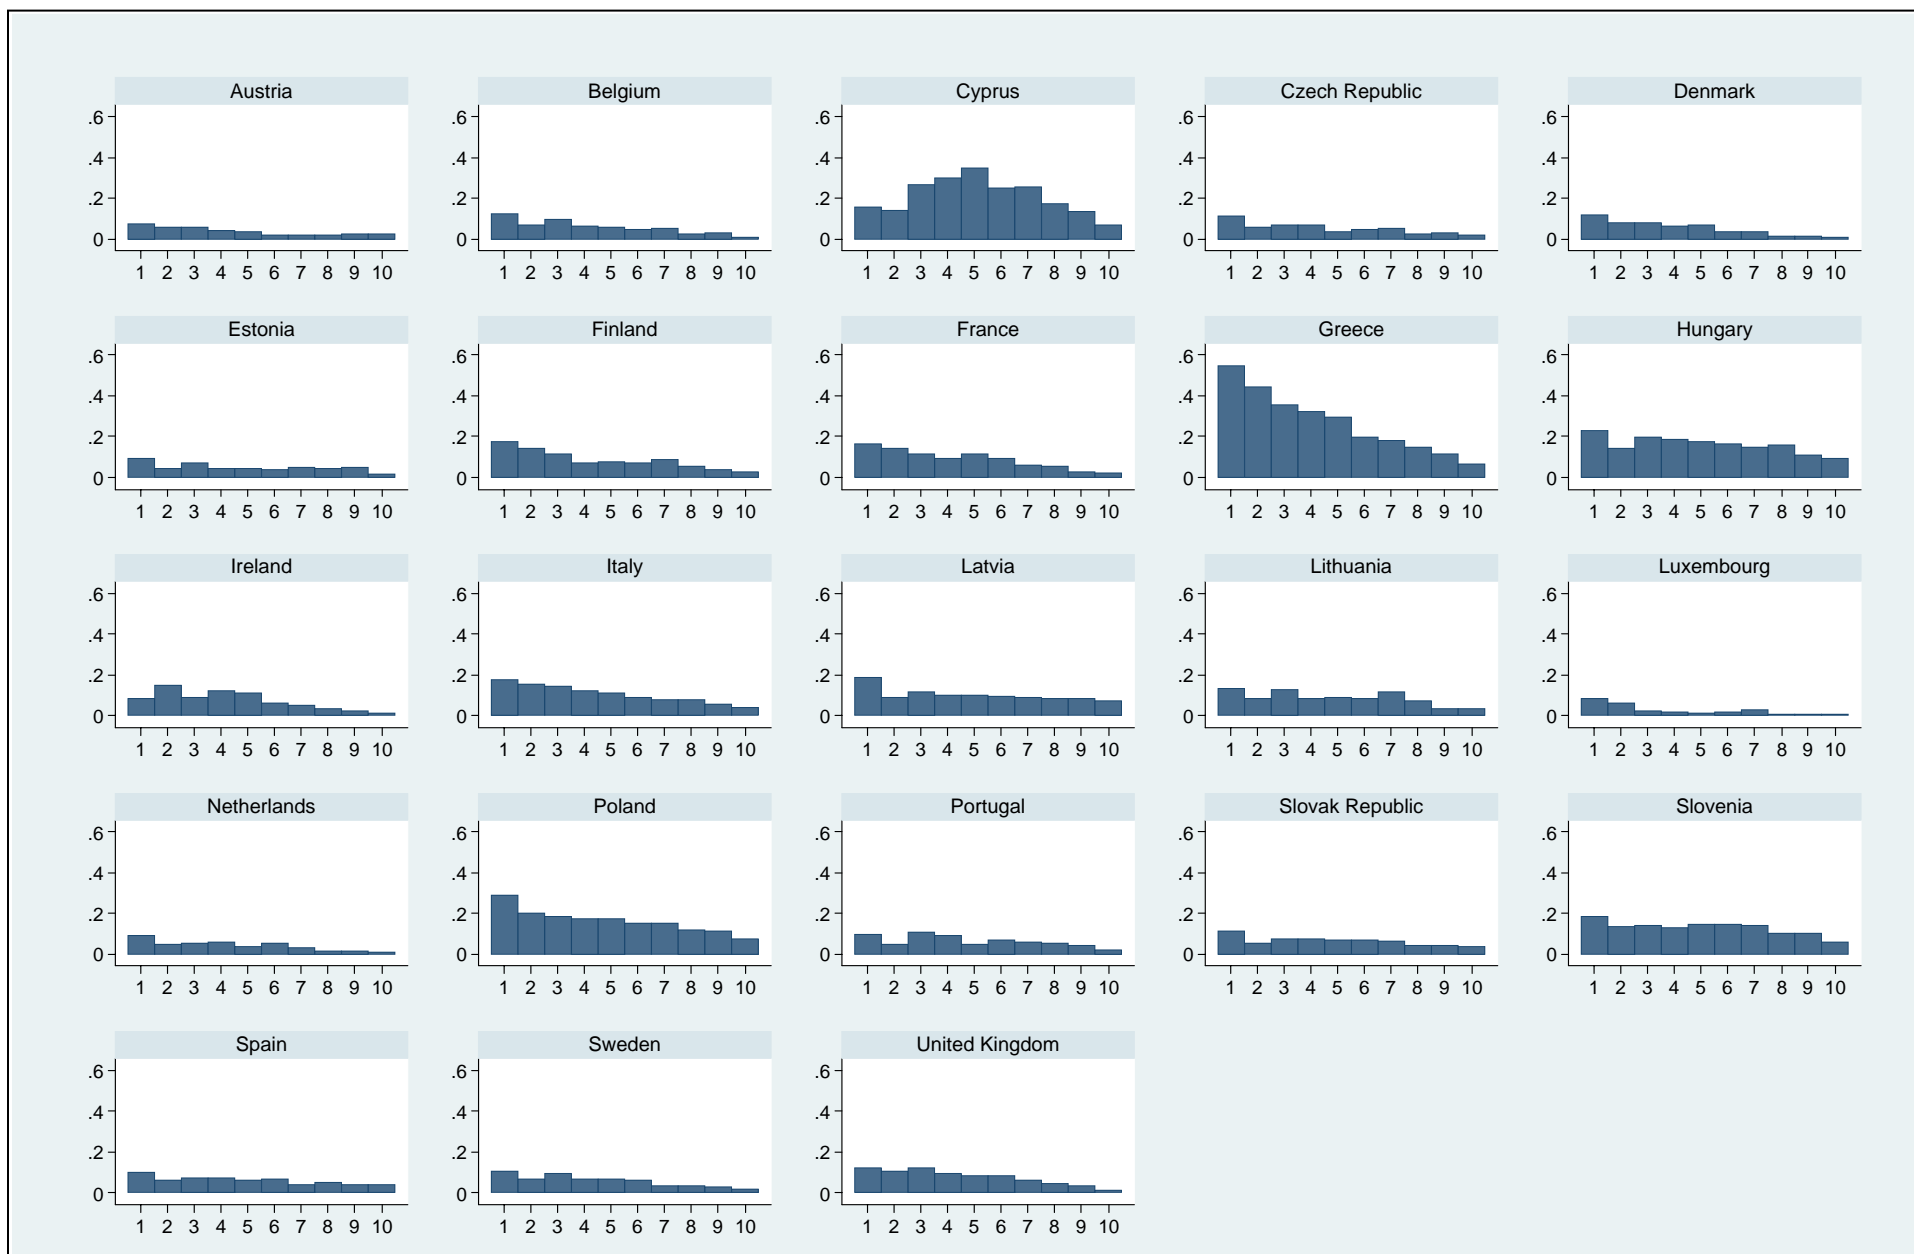 Austria Belgium Cyprus Czech Republic Denmark
.6 .6 .6 .6 .6
.4 .4 .4 .4 .4
.2 .2 .2 .2 .2
0 0 0 0 0
1 2 3 4 5 6 7 8 9 10 1 2 3 4 5 6 7 8 9 10 1 2 3 4 5 6 7 8 9 10 1 2 3 4 5 6 7 8 9 10 1 2 3 4 5 6 7 8 9 10
Estonia Finland France Greece Hungary
.6 .6 .6 .6 .6
.4 .4 .4 .4 .4
.2 .2 .2 .2 .2
0 0 0 0 0
1 2 3 4 5 6 7 8 9 10 1 2 3 4 5 6 7 8 9 10 1 2 3 4 5 6 7 8 9 10 1 2 3 4 5 6 7 8 9 10 1 2 3 4 5 6 7 8 9 10
Ireland Italy Latvia Lithuania Luxembourg
.6 .6 .6 .6 .6
.4 .4 .4 .4 .4
.2 .2 .2 .2 .2
0 0 0 0 0
1 2 3 4 5 6 7 8 9 10 1 2 3 4 5 6 7 8 9 10 1 2 3 4 5 6 7 8 9 10 1 2 3 4 5 6 7 8 9 10 1 2 3 4 5 6 7 8 9 10
Netherlands Poland Portugal Slovak Republic Slovenia
.6 .6 .6 .6 .6
.4 .4 .4 .4 .4
.2 .2 .2 .2 .2
0 0 0 0 0
1 2 3 4 5 6 7 8 9 10 1 2 3 4 5 6 7 8 9 10 1 2 3 4 5 6 7 8 9 10 1 2 3 4 5 6 7 8 9 10 1 2 3 4 5 6 7 8 9 10
Spain Sweden United Kingdom
.6 .6 .6
.4 .4 .4
.2 .2 .2
0 0 0
1 2 3 4 5 6 7 8 9 10 1 2 3 4 5 6 7 8 9 10 1 2 3 4 5 6 7 8 9 10